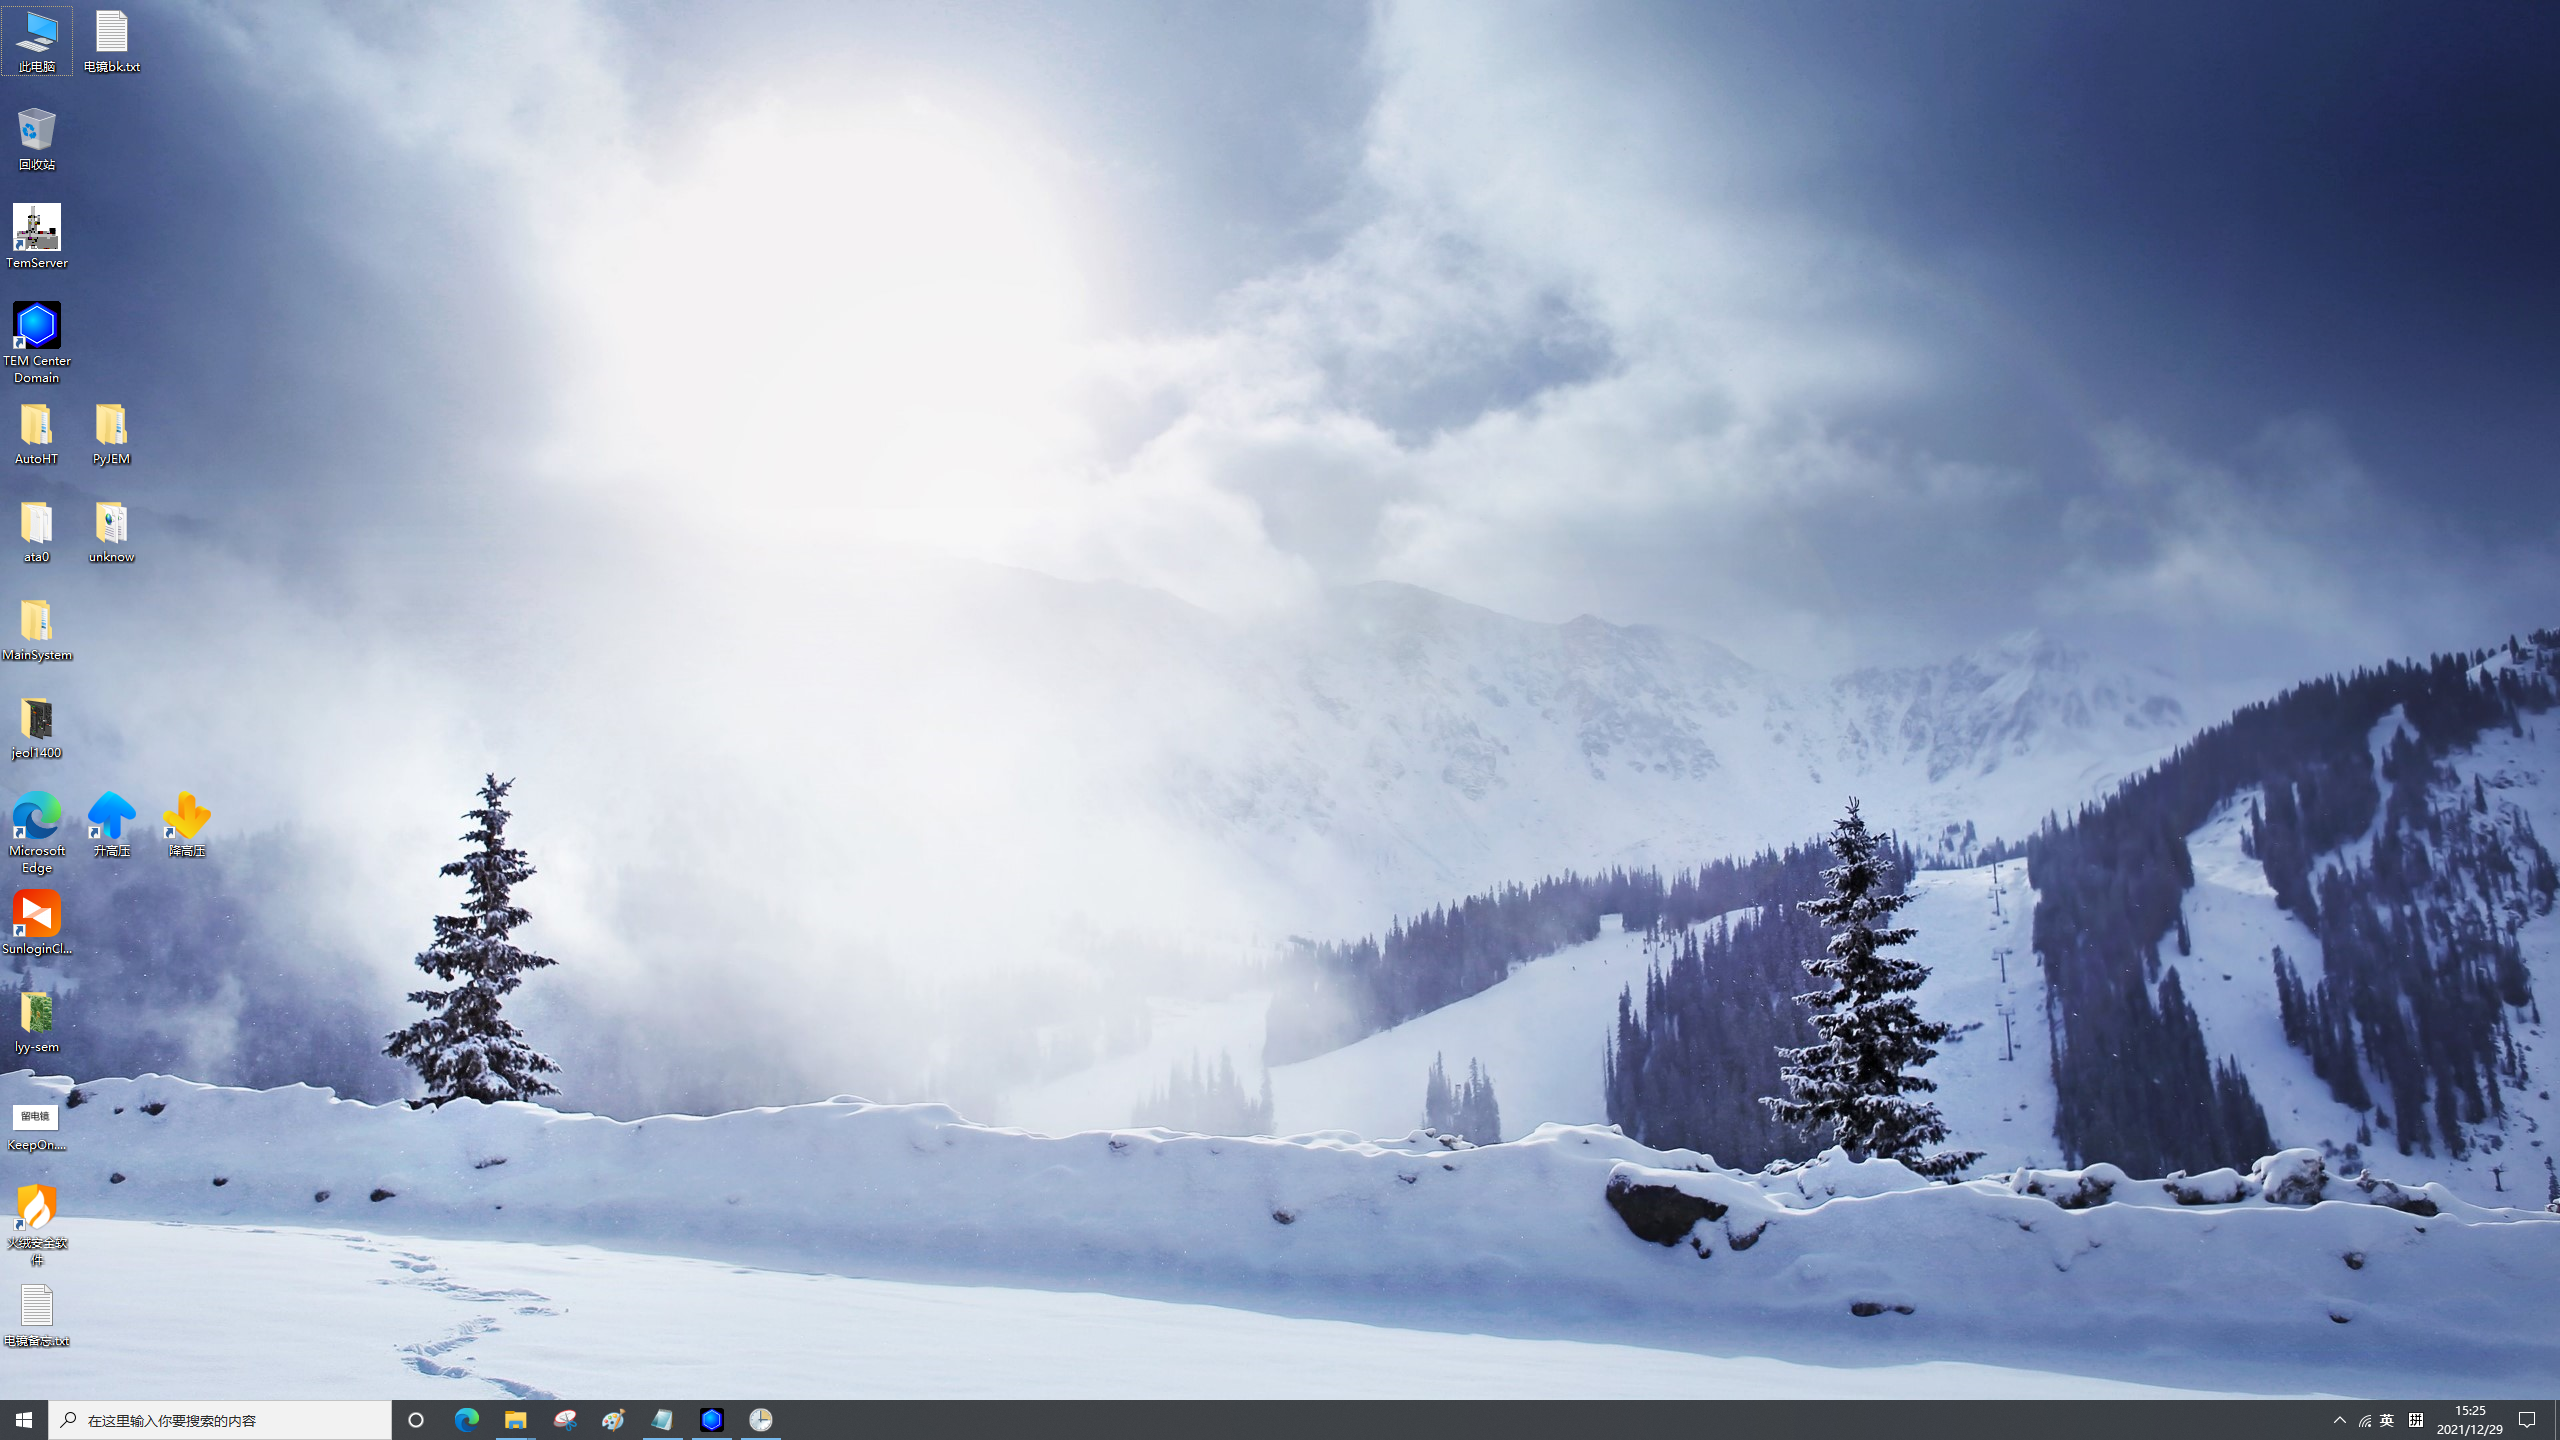 此电脑
电镜bk.txt
回收站
TemServer
TEM Center
Domain
AutoHT
PyJEM
ata0
unknow
MainSystem
jeol1400
Microsoft
Edge
升高压
降高压
SunloginCl...
lyy-sem
留电镜
KeepOn....
火绒安全软
件
电镜备忘.txt
在这里输入你要搜索的内容
英
拼
15:25
2021/12/29